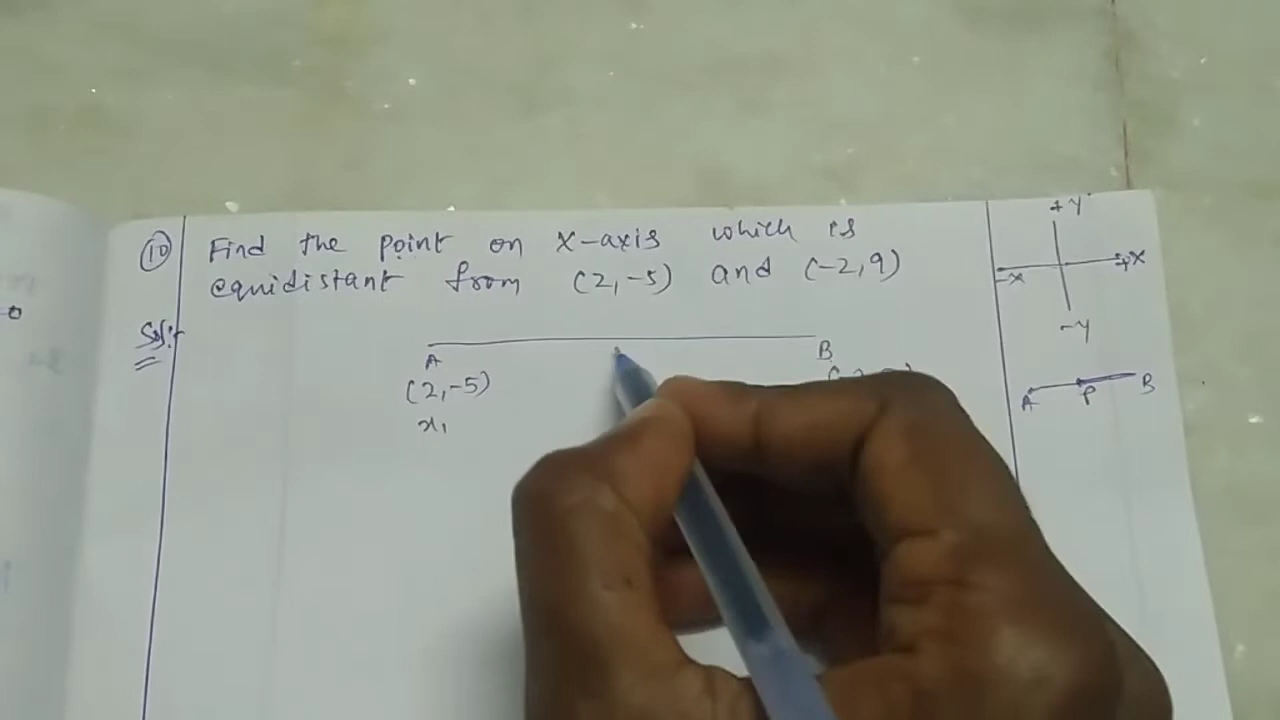 10 Find the point on X-axis which is
equidistant from (2,-5) and (-2,9)
Sol:-
A B
(2,-5)
x₁
+Y
-X +X
-Y
A P B